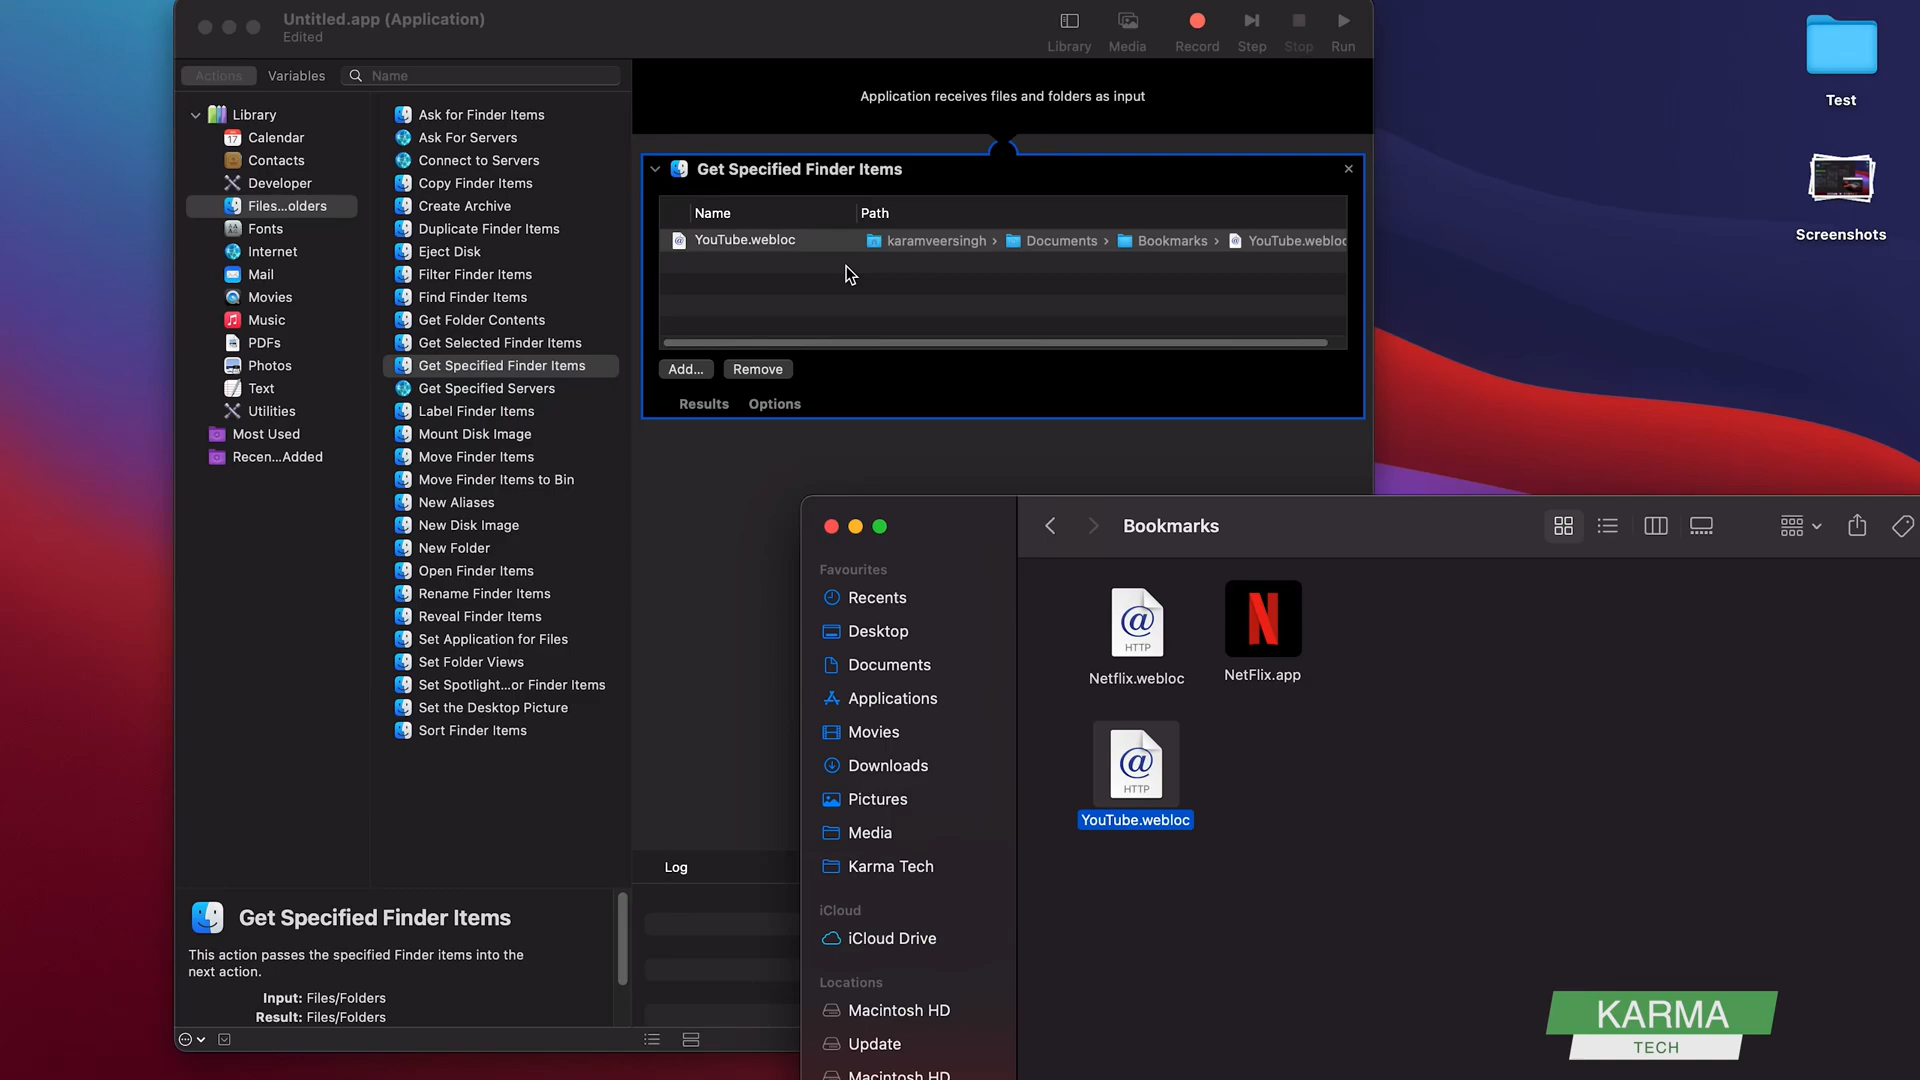 Untitled.app (Application)
Edited
Library
Media
Record
Step
Stop
Run
Actions
Variables
Name
Library
Calendar
Contacts
Developer
Files...olders
Fonts
Internet
Mail
Movies
Music
PDFs
Photos
Text
Utilities
Most Used
Recen...Added
Ask for Finder Items
Ask For Servers
Connect to Servers
Copy Finder Items
Create Archive
Duplicate Finder Items
Eject Disk
Filter Finder Items
Find Finder Items
Get Folder Contents
Get Selected Finder Items
Get Specified Finder Items
Get Specified Servers
Label Finder Items
Mount Disk Image
Move Finder Items
Move Finder Items to Bin
New Aliases
New Disk Image
New Folder
Open Finder Items
Rename Finder Items
Reveal Finder Items
Set Application for Files
Set Folder Views
Set Spotlight...or Finder Items
Set the Desktop Picture
Sort Finder Items
Get Specified Finder Items
This action passes the specified Finder items into the
next action.
Input: Files/Folders
Result: Files/Folders
Application receives files and folders as input
Get Specified Finder Items
Name Path
YouTube.webloc karamveersingh › Documents › Bookmarks › YouTube.webloc
Add... Remove
Results Options
Log
Bookmarks
Favourites
Recents
Desktop
Documents
Applications
Movies
Downloads
Pictures
Media
Karma Tech
iCloud
iCloud Drive
Locations
Macintosh HD
Update
Macintosh HD
HTTP
Netflix.webloc
N
NetFlix.app
HTTP
YouTube.webloc
Test
Screenshots
KARMA
TECH